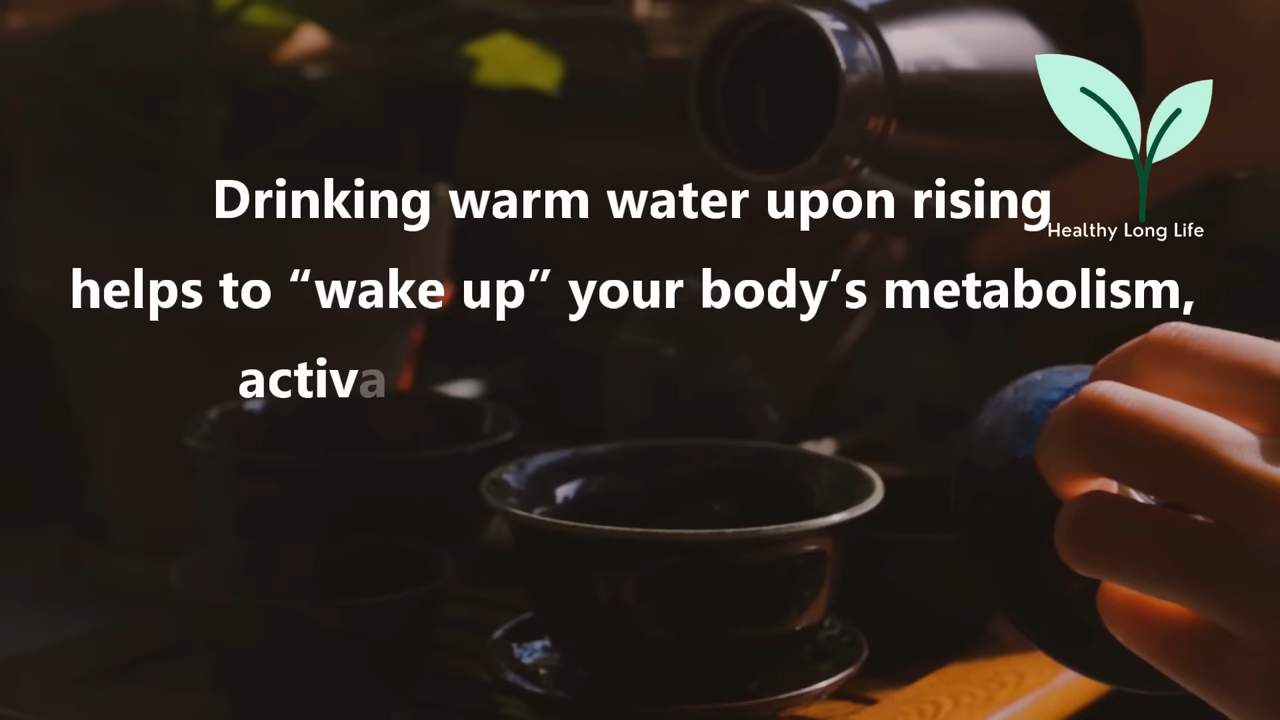 Drinking warm water upon rising
Healthy Long Life
helps to “wake up” your body’s metabolism,
activa